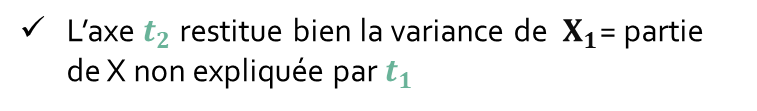 ✓ L'axe t₂ restitue bien la variance de X₁= partie
de X non expliquée par t₁